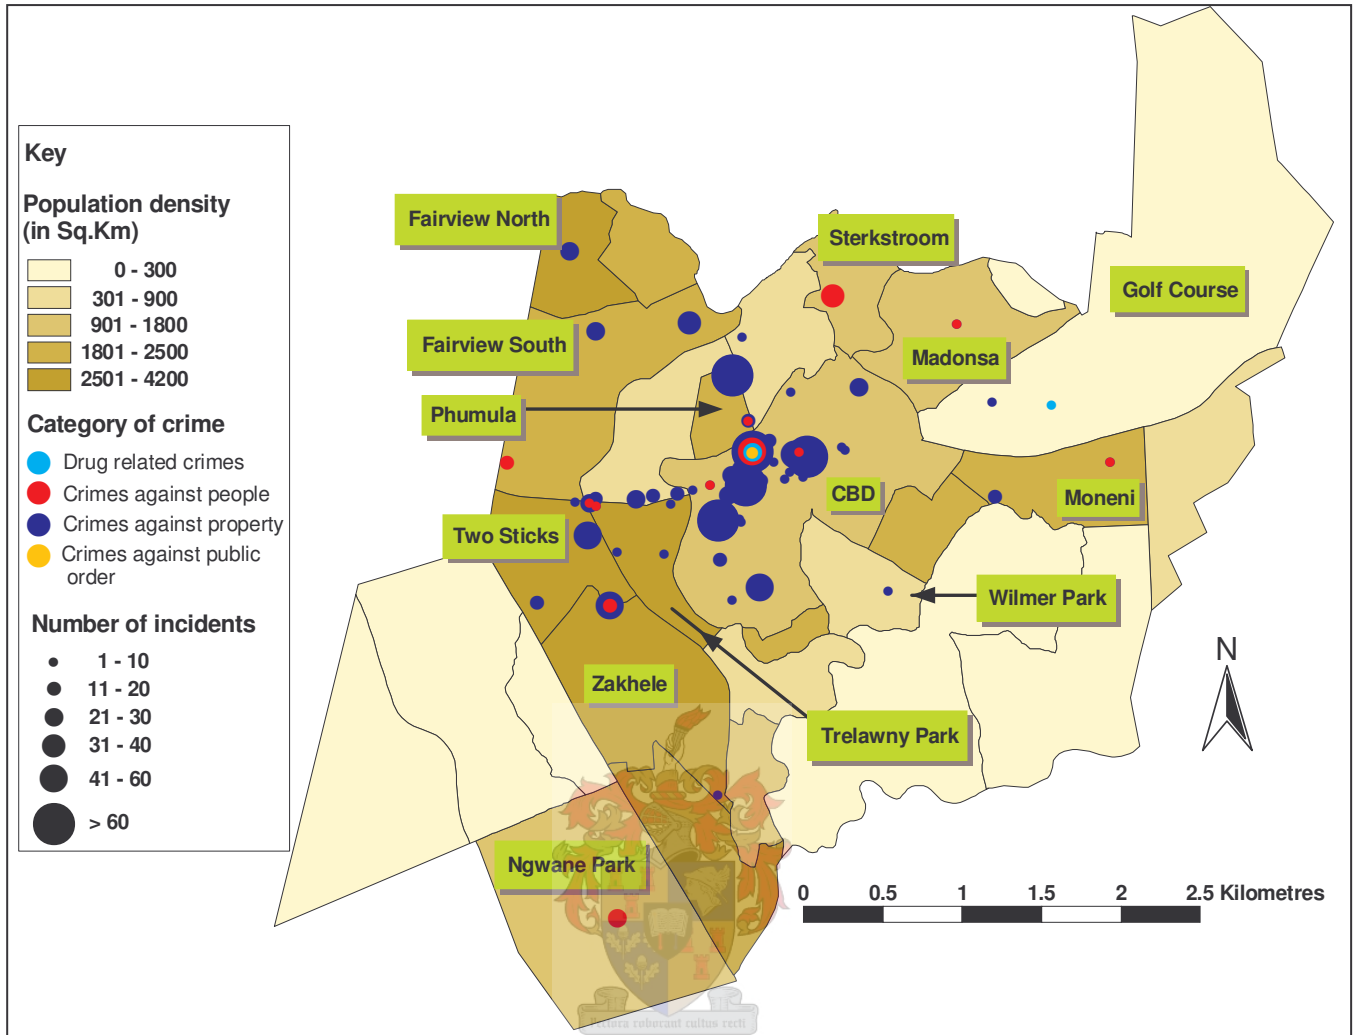 Key
Population density
(in Sq.Km)
0 - 300
301 - 900
901 - 1800
1801 - 2500
2501 - 4200
Category of crime
Drug related crimes
Crimes against people
Crimes against property
Crimes against public
order
Number of incidents
1 - 10
11 - 20
21 - 30
31 - 40
41 - 60
> 60
Fairview North
Sterkstroom
Golf Course
Fairview South
Madonsa
Phumula
CBD
Moneni
Two Sticks
Wilmer Park
Zakhele
Trelawny Park
N
Ngwane Park
0 0.5 1 1.5 2 2.5 Kilometres
Pectora roborant cultus recti